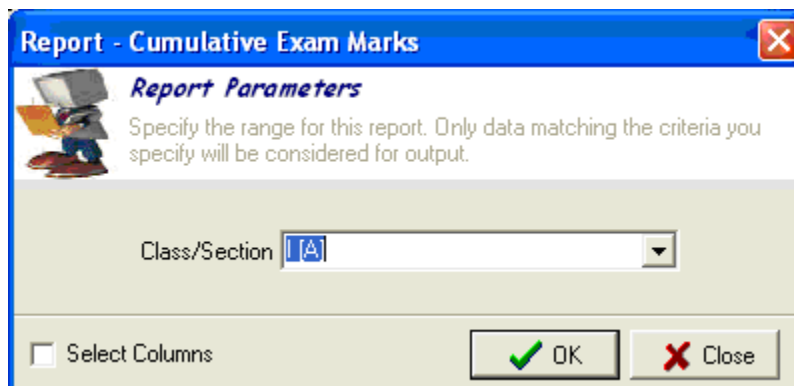 Report - Cumulative Exam Marks
Report Parameters
Specify the range for this report. Only data matching the criteria you
specify will be considered for output.
Class/Section I [A]
Select Columns
OK
Close